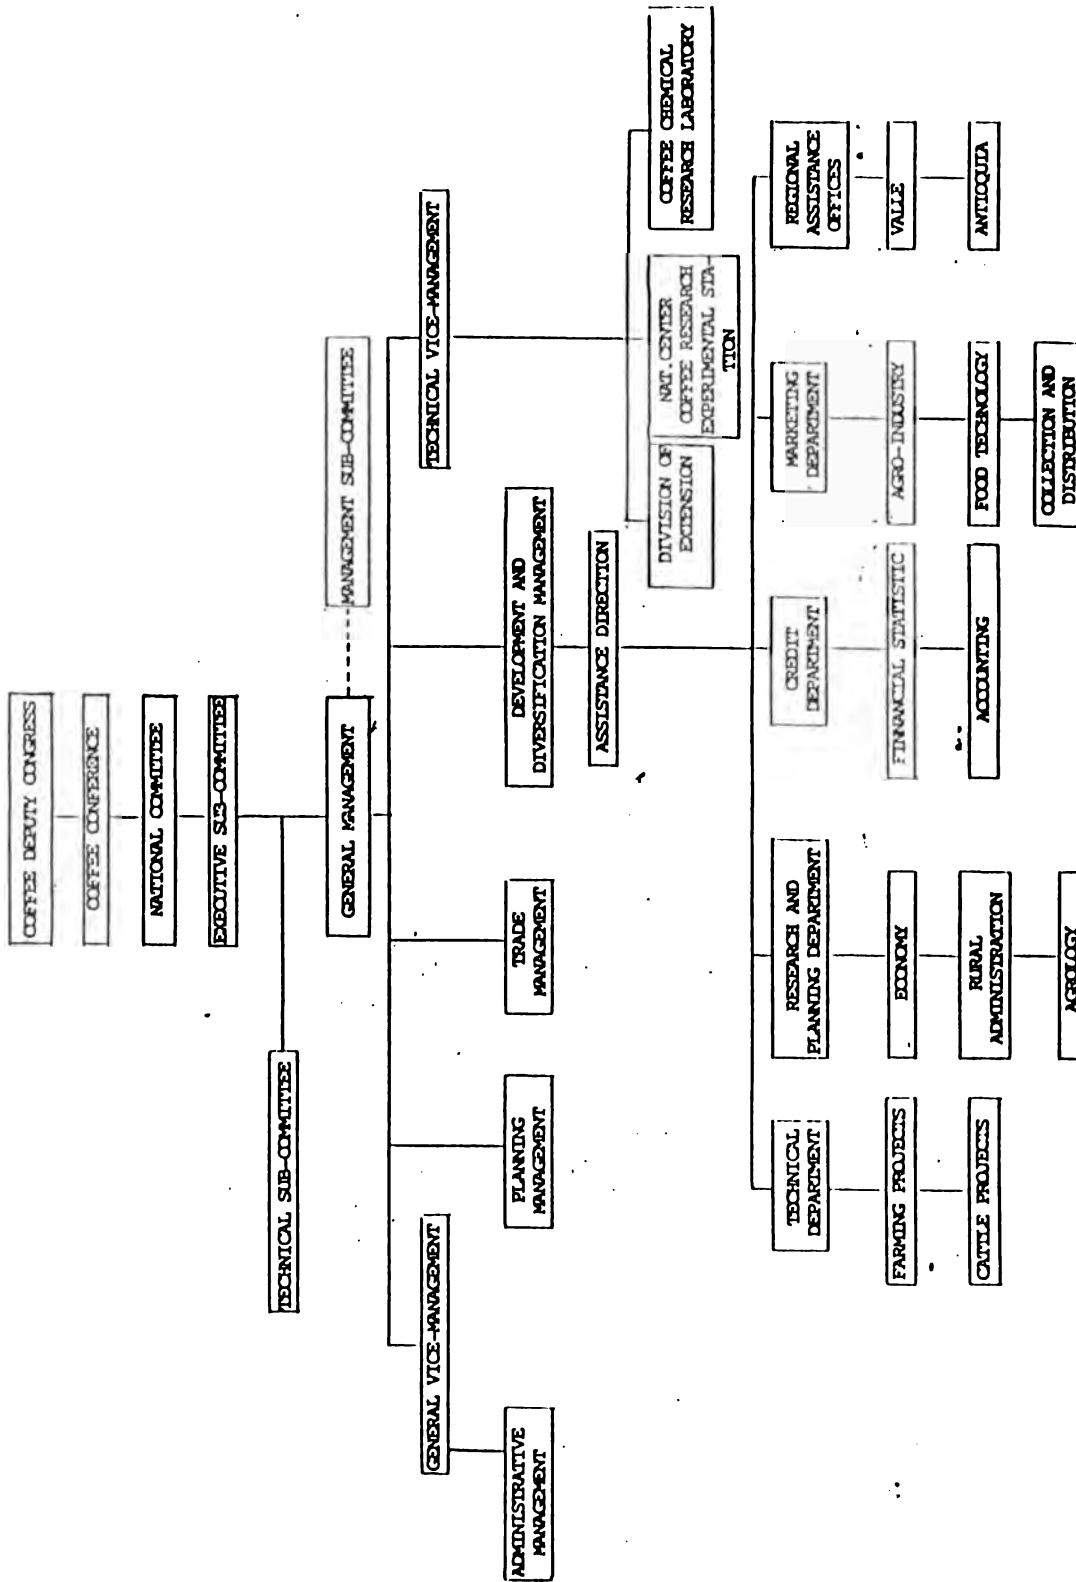 COFFEE DEPUTY CONGRESS
COFFEE CONFERENCE
NATIONAL COMMITTEE
EXECUTIVE SUB-COMMITTEE
TECHNICAL SUB-COMMITTEE
GENERAL MANAGEMENT
MANAGEMENT SUB-COMMITTEE
GENERAL VICE-MANAGEMENT
TECHNICAL VICE-MANAGEMENT
ADMINISTRATIVE
MANAGEMENT
PLANNING
MANAGEMENT
TRADE
MANAGEMENT
DEVELOPMENT AND
DIVERSIFICATION MANAGEMENT
ASSISTANCE DIRECTION
DIVISION OF
EXTENSION
NAT.CENTER
COFFEE RESEARCH
EXPERIMENTAL STA-
TION
COFFEE CHEMICAL
RESEARCH LABORATORY
TECHNICAL
DEPARTMENT
FARMING PROJECTS
CATTLE PROJECTS
RESEARCH AND
PLANNING DEPARTMENT
ECONOMY
RURAL
ADMINISTRATION
AGROLOGY
CREDIT
DEPARTMENT
FINNANCIAL STATISTIC
ACCOUNTING
MARKETING
DEPARTMENT
AGRO-INDUSTRY
FOOD TECHNOLOGY
COLLECTION AND
DISTRIBUTION
REGIONAL
ASSISTANCE
OFFICES
VALLE
ANTIOQUIA